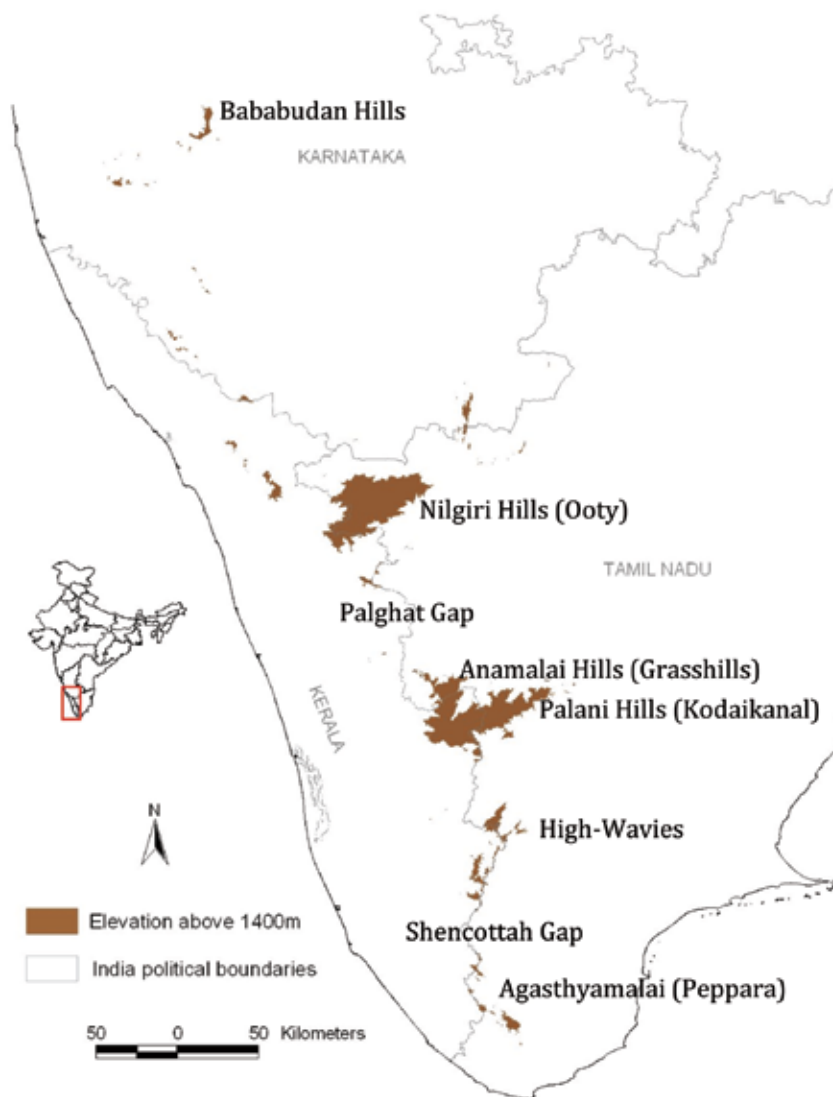 Bababudan Hills
KARNATAKA
Nilgiri Hills (Ooty)
TAMIL NADU
Palghat Gap
Anamalai Hills (Grasshills)
Palani Hills (Kodaikanal)
KERALA
N
High-Wavies
Elevation above 1400m
Shencottah Gap
India political boundaries
Agasthyamalai (Peppara)
50 0 50 Kilometers